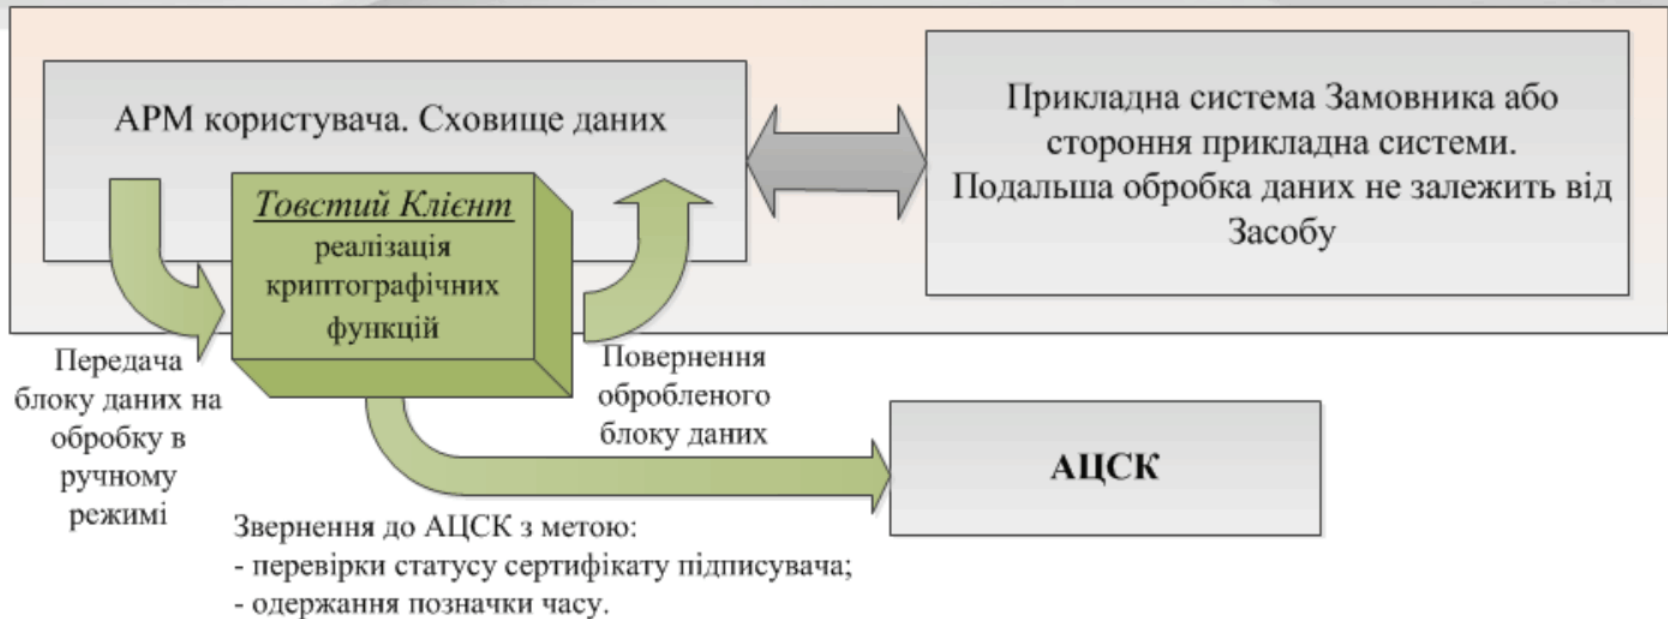 АРМ користувача. Сховище даних
Товстий Клієнт
реалізація
криптографічних
функцій
Прикладна система Замовника або
стороння прикладна системи.
Подальша обробка даних не залежить від
Засобу
Передача
блоку даних на
обробку в
ручному
режимі
Повернення
обробленого
блоку даних
АЦСК
Звернення до АЦСК з метою:
- перевірки статусу сертифікату підписувача;
- одержання позначки часу.